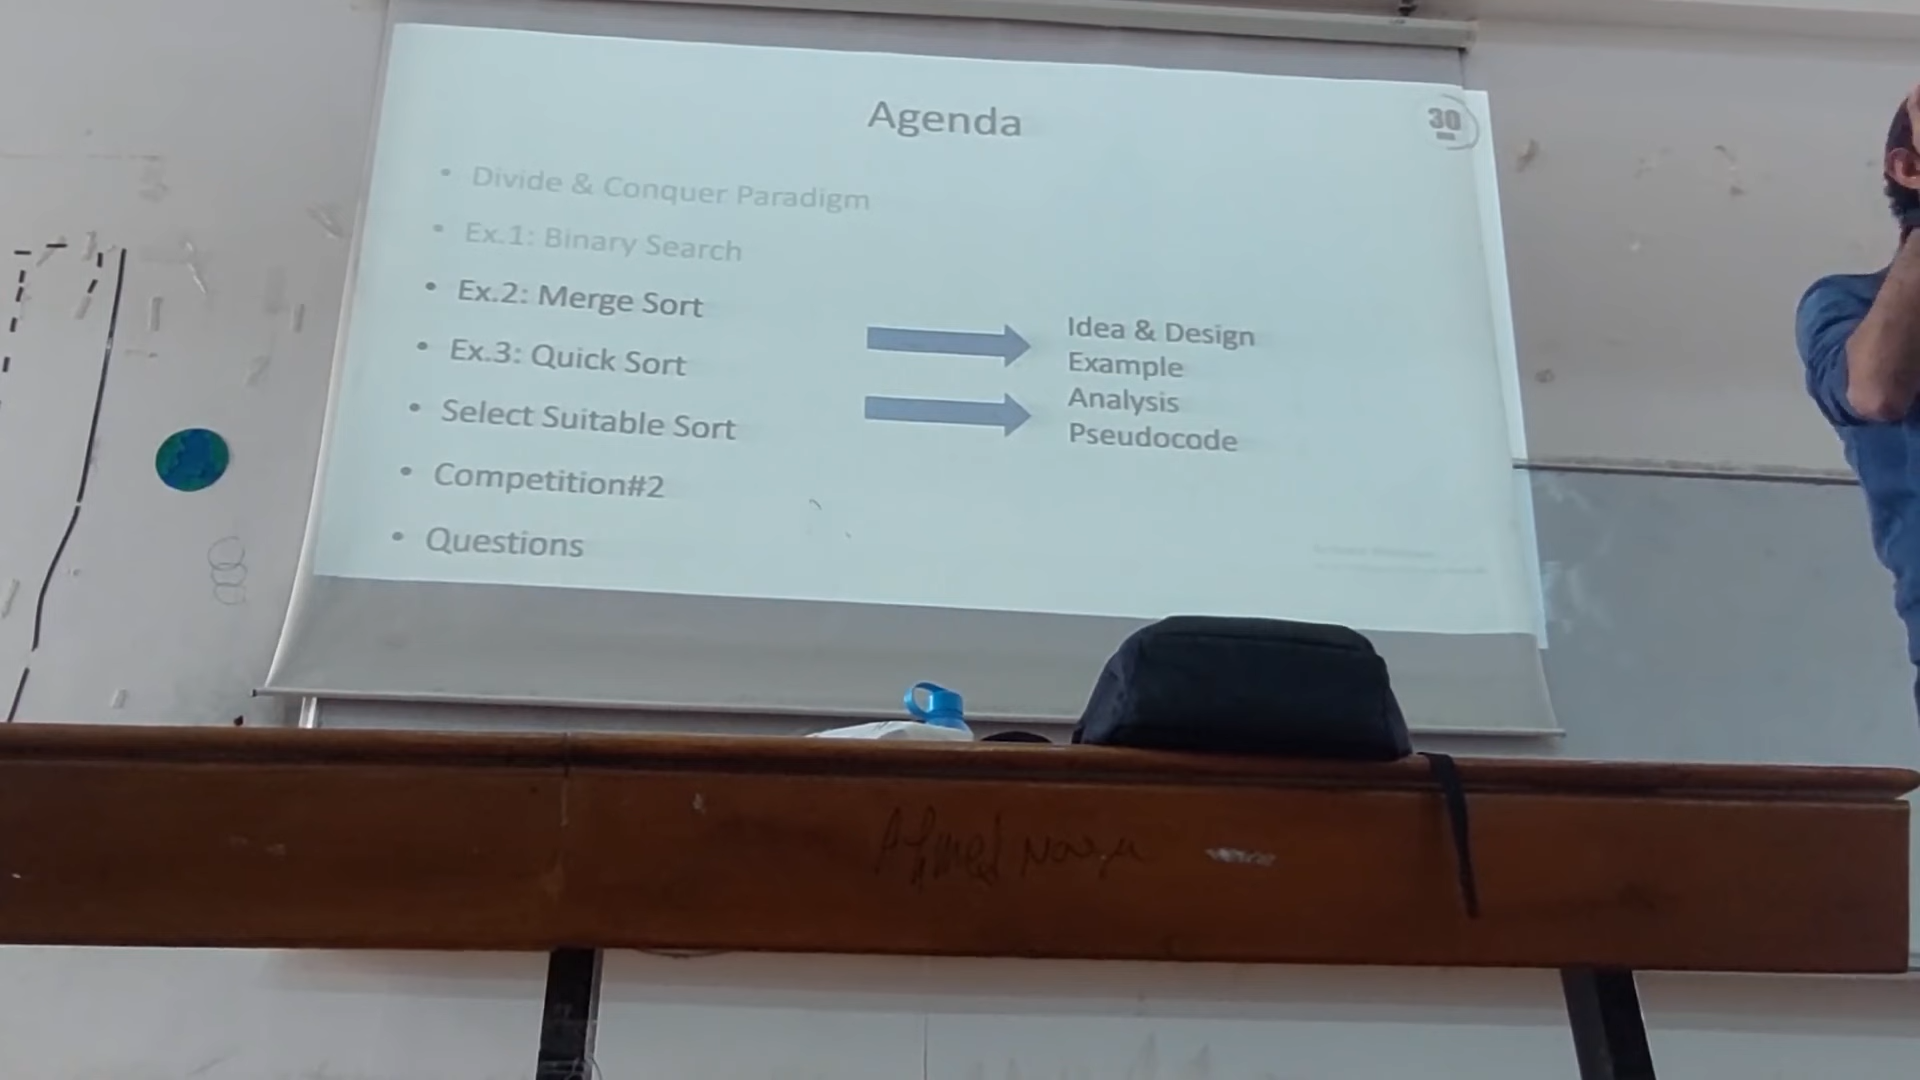 Agenda
30
• Divide & Conquer Paradigm
• Ex.1: Binary Search
• Ex.2: Merge Sort
• Ex.3: Quick Sort
• Select Suitable Sort
• Competition#2
• Questions
Idea & Design
Example
Analysis
Pseudocode
Ahmed